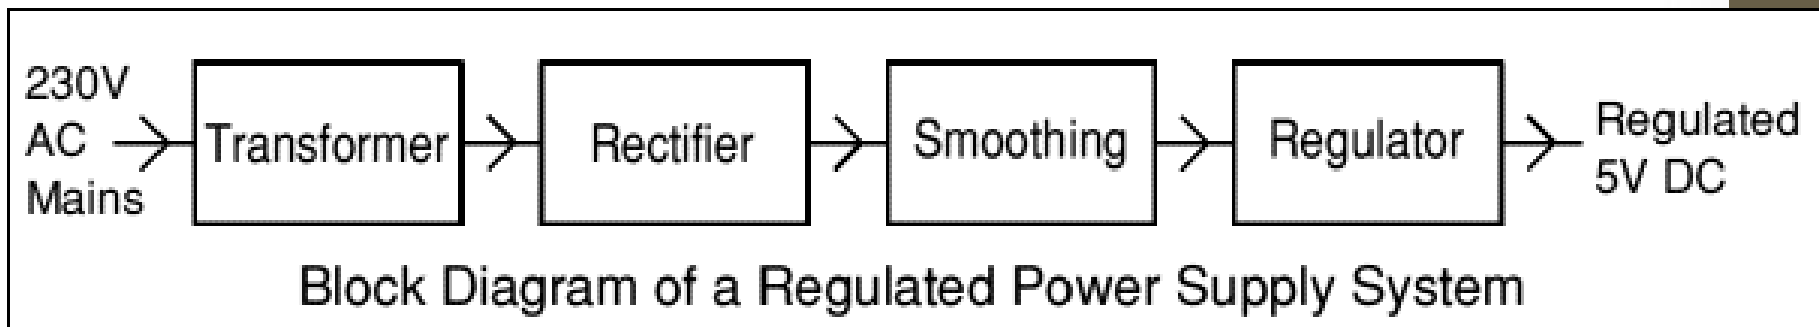 230V
AC
Mains
Transformer
Rectifier
Smoothing
Regulator
Regulated
5V DC
Block Diagram of a Regulated Power Supply System